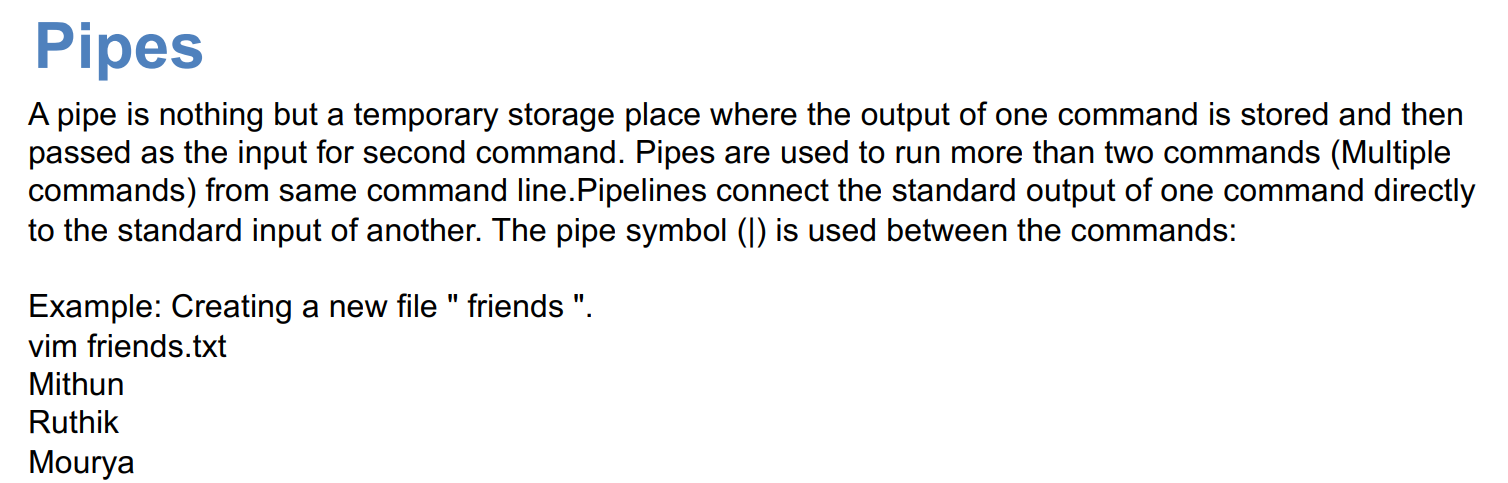 Pipes
A pipe is nothing but a temporary storage place where the output of one command is stored and then
passed as the input for second command. Pipes are used to run more than two commands (Multiple
commands) from same command line.Pipelines connect the standard output of one command directly
to the standard input of another. The pipe symbol (|) is used between the commands:
Example: Creating a new file " friends ".
vim friends.txt
Mithun
Ruthik
Mourya